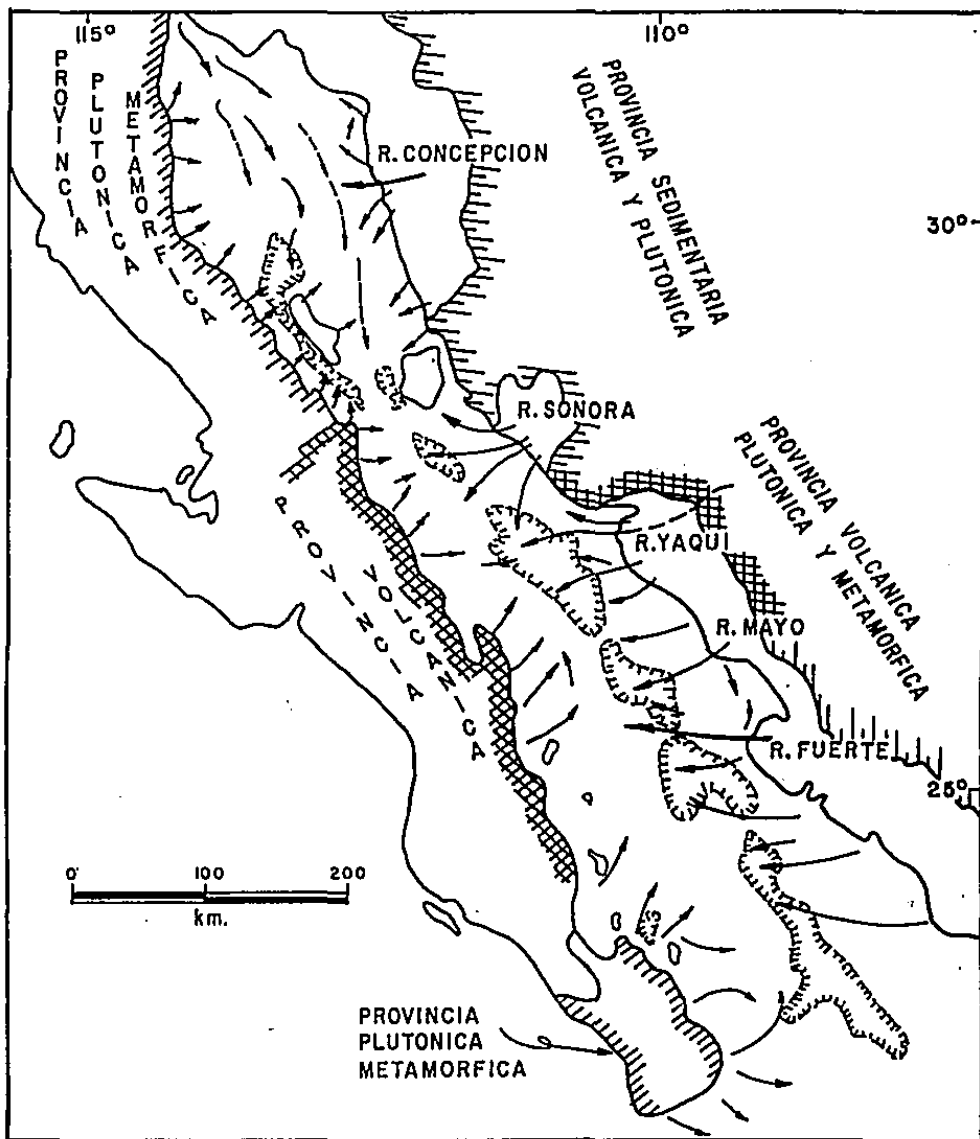 115°
110°
PROVINCIA
PLUTONICA
METAMORFICA
PROVINCIA SEDIMENTARIA
VOLCANICA Y PLUTONICA
R. CONCEPCION
30°
R. SONORA
PROVINCIA VOLCANICA
PLUTONICA Y METAMORFICA
R. YAQUI
PROVINCIA
VOLCANICA
R. MAYO
R. FUERTE
25°
0 100 200
km.
PROVINCIA
PLUTONICA
METAMORFICA